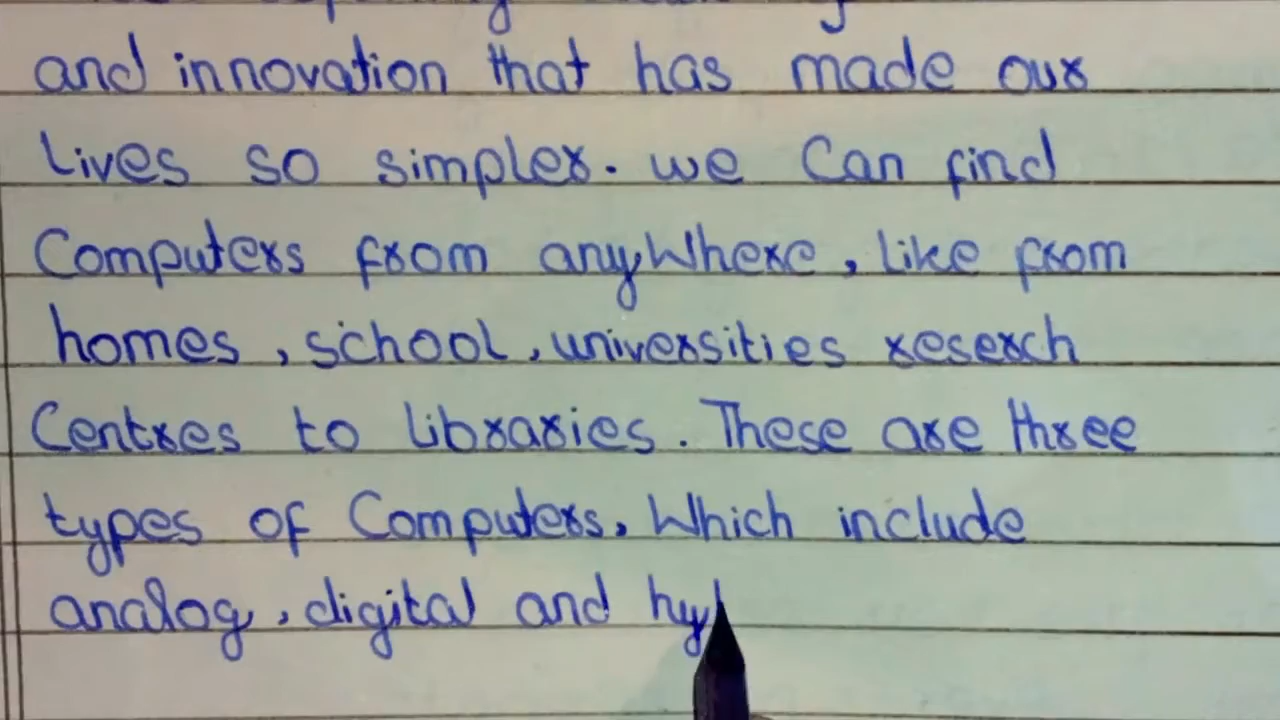 and innovation that has made our
lives so simpler. we Can find
Computers from anyWhere, like from
homes, school, universities reserch
Centres to libraries. These are three
types of Computers, Which include
analog, digital and hy